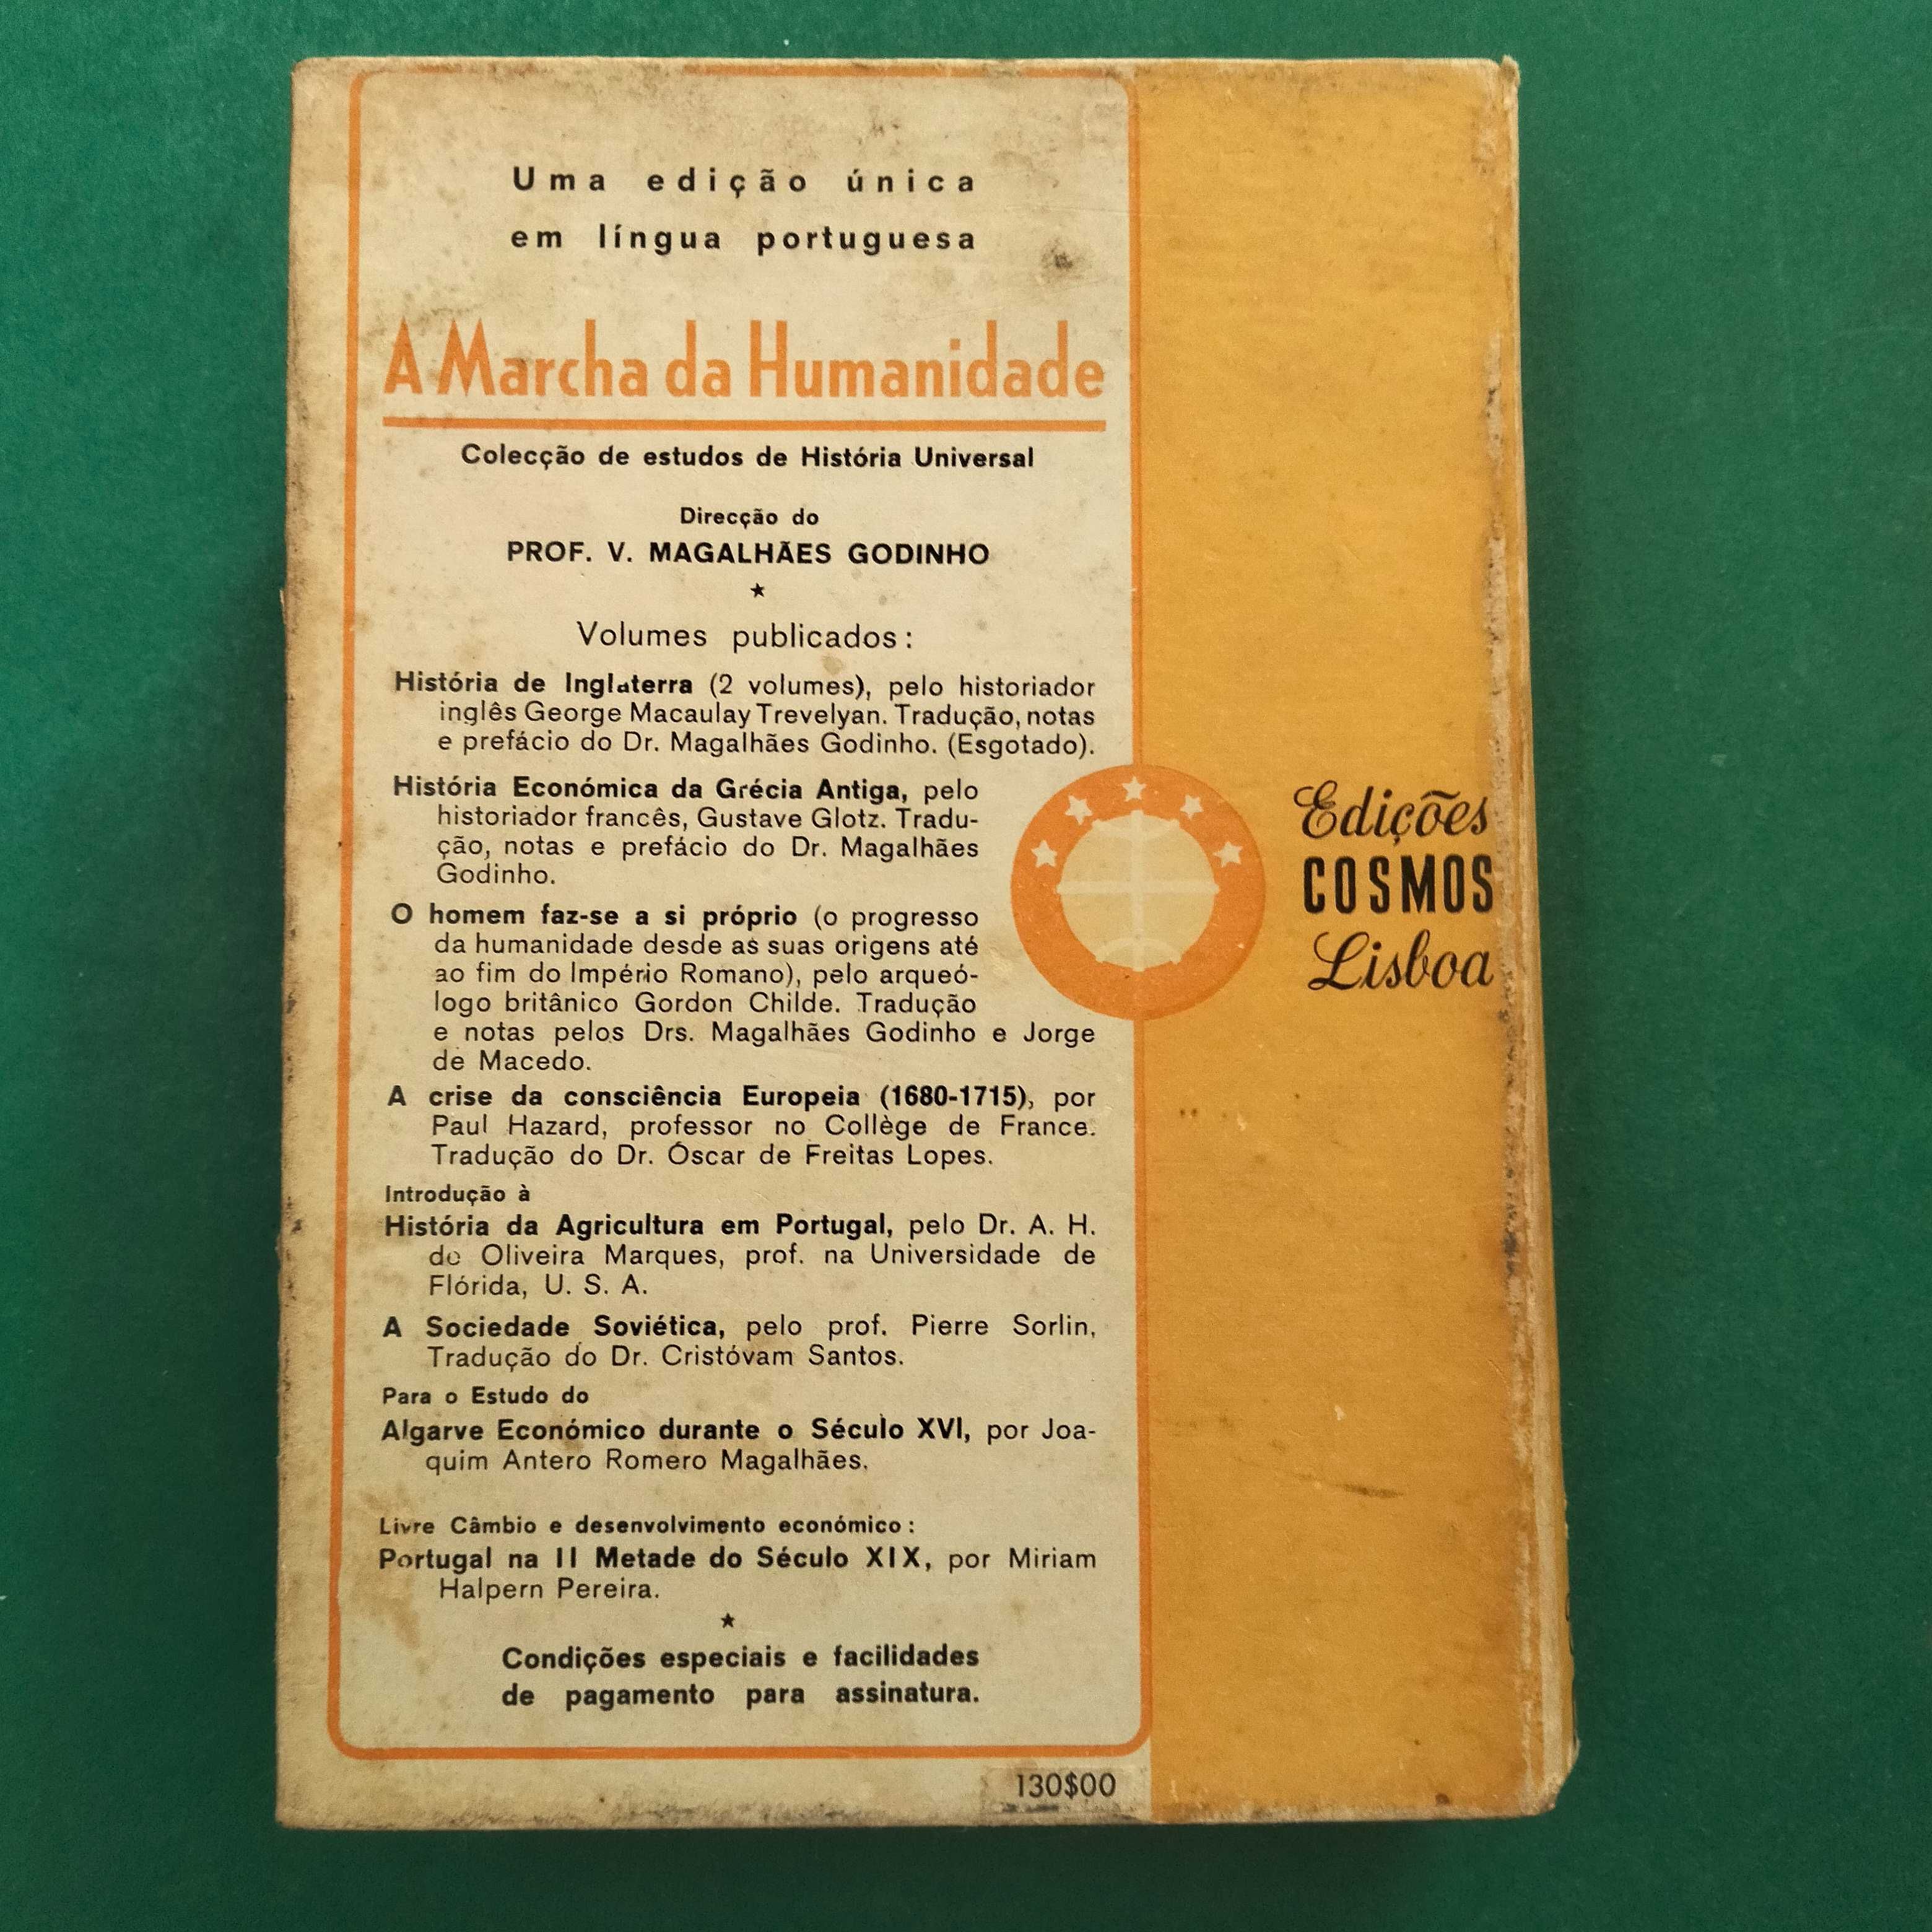 Uma edição única
em língua portuguesa
A Marcha da Humanidade
Colecção de estudos de História Universal
Direcção do
PROF. V. MAGALHÃES GODINHO
★
Volumes publicados:
História de Inglaterra (2 volumes), pelo historiador
inglês George Macaulay Trevelyan. Tradução, notas
e prefácio do Dr. Magalhães Godinho. (Esgotado).
História Económica da Grécia Antiga, pelo
historiador francês, Gustave Glotz. Tradu-
ção, notas e prefácio do Dr. Magalhães
Godinho.
O homem faz-se a si próprio (o progresso
da humanidade desde as suas origens até
ao fim do Império Romano), pelo arqueó-
logo britânico Gordon Childe. Tradução
e notas pelos Drs. Magalhães Godinho e Jorge
de Macedo.
A crise da consciência Europeia (1680-1715), por
Paul Hazard, professor no Collège de France.
Tradução do Dr. Óscar de Freitas Lopes.
Introdução à
História da Agricultura em Portugal, pelo Dr. A. H.
de Oliveira Marques, prof. na Universidade de
Flórida, U. S. A.
A Sociedade Soviética, pelo prof. Pierre Sorlin,
Tradução do Dr. Cristóvam Santos.
Para o Estudo do
Algarve Económico durante o Século XVI, por Joa-
quim Antero Romero Magalhães.
Livre Câmbio e desenvolvimento económico:
Portugal na II Metade do Século XIX, por Miriam
Halpern Pereira.
★
Condições especiais e facilidades
de pagamento para assinatura.
130$00
Edições
COSMOS
Lisboa